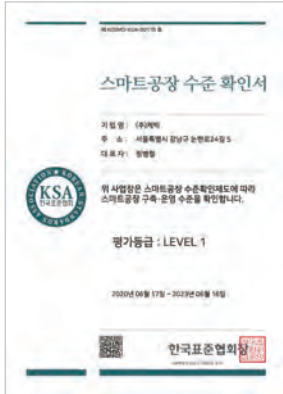 스마트공장 수준 확인서
기 업 명 : (주)케빅
주 소 : 서울특별시 강남구 논현로24길 5
대 표 자 :
KOREAN STANDARDS ASSOCIATION
KSA
한국표준협회
위 사업장은 스마트공장 수준확인제도에 따라
스마트공장 구축·운영 수준을 확인합니다.
평가등급 : LEVEL 1
2020년 06월 17일 ~ 2023년 06월 16일
한국표준협회장